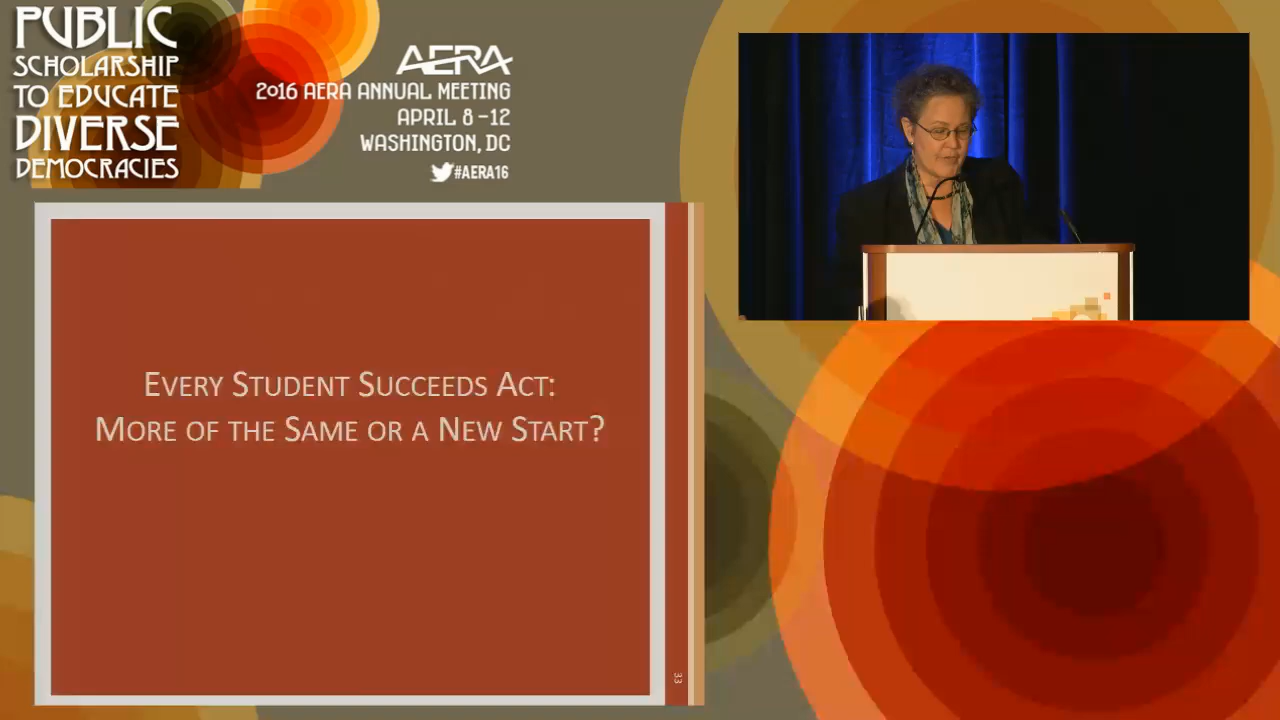 PUBLIC
SCHOLARSHIP
TO EDUCATE
DIVERSE
DEMOCRACIES
AERA
2016 AERA ANNUAL MEETING
APRIL 8-12
WASHINGTON, DC
#AERA16
EVERY STUDENT SUCCEEDS ACT:
MORE OF THE SAME OR A NEW START?
33